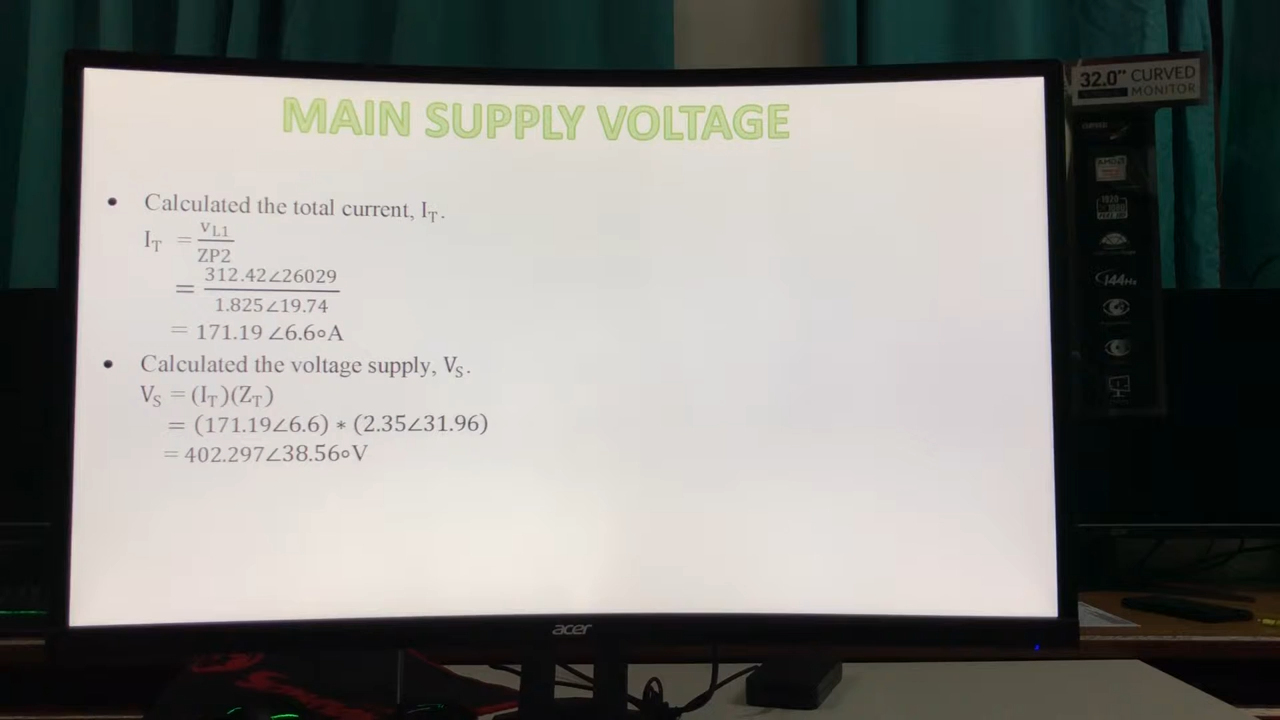 MAIN SUPPLY VOLTAGE
• Calculated the total current, I_T.
I_T = V_L1 / ZP2
= 312.42∠26029 / 1.825∠19.74
= 171.19 ∠6.6∘A
• Calculated the voltage supply, V_S.
V_S = (I_T)(Z_T)
= (171.19∠6.6) ∗ (2.35∠31.96)
= 402.297∠38.56∘V
acer
32.0" CURVED
MONITOR
CURVED
AMD
144Hz